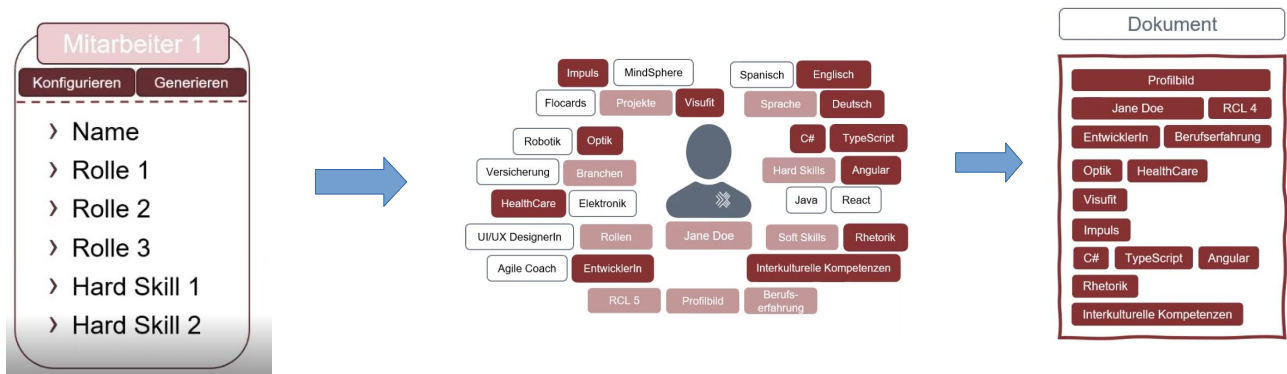 Mitarbeiter 1
Konfigurieren Generieren
› Name
› Rolle 1
› Rolle 2
› Rolle 3
› Hard Skill 1
› Hard Skill 2
Impuls MindSphere
Flocards Projekte Visufit
Robotik Optik
Versicherung Branchen
HealthCare Elektronik
UI/UX DesignerIn Rollen
Agile Coach EntwicklerIn
Spanisch Englisch
Sprache Deutsch
C# TypeScript
Hard Skills Angular
Java React
Jane Doe
Soft Skills Rhetorik
Interkulturelle Kompetenzen
RCL 5 Profilbild Berufs-
erfahrung
Dokument
Profilbild
Jane Doe RCL 4
EntwicklerIn Berufserfahrung
Optik HealthCare
Visufit
Impuls
C# TypeScript Angular
Rhetorik
Interkulturelle Kompetenzen